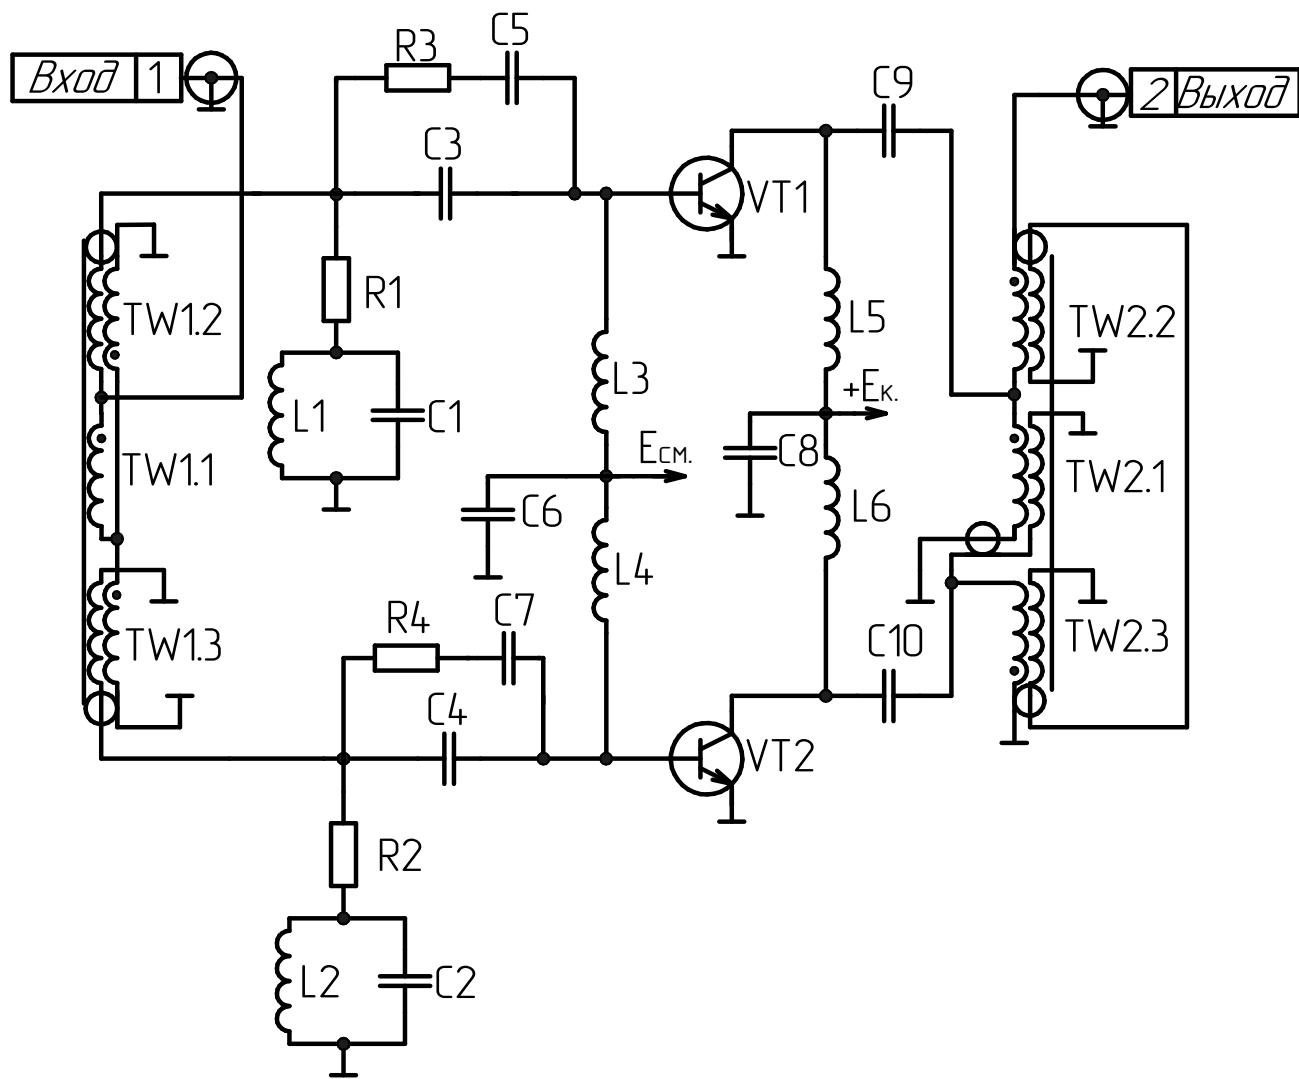 C5
R3
Вход 1
C9
2 Выход
C3
VT1
R1
TW1.2
L5
TW2.2
L3
+Eк.
L1
C1
Eсм.
C8
TW1.1
TW2.1
C6
L6
L4
C7
R4
TW1.3
C10
TW2.3
C4
VT2
R2
L2
C2